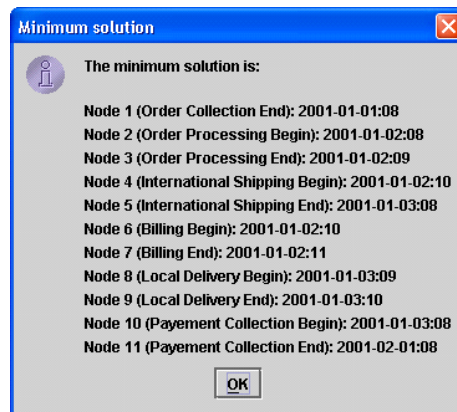 Minimum solution
The minimum solution is:
Node 1 (Order Collection End): 2001-01-01:08
Node 2 (Order Processing Begin): 2001-01-02:08
Node 3 (Order Processing End): 2001-01-02:09
Node 4 (International Shipping Begin): 2001-01-02:10
Node 5 (International Shipping End): 2001-01-03:08
Node 6 (Billing Begin): 2001-01-02:10
Node 7 (Billing End): 2001-01-02:11
Node 8 (Local Delivery Begin): 2001-01-03:09
Node 9 (Local Delivery End): 2001-01-03:10
Node 10 (Payement Collection Begin): 2001-01-03:08
Node 11 (Payement Collection End): 2001-02-01:08
OK